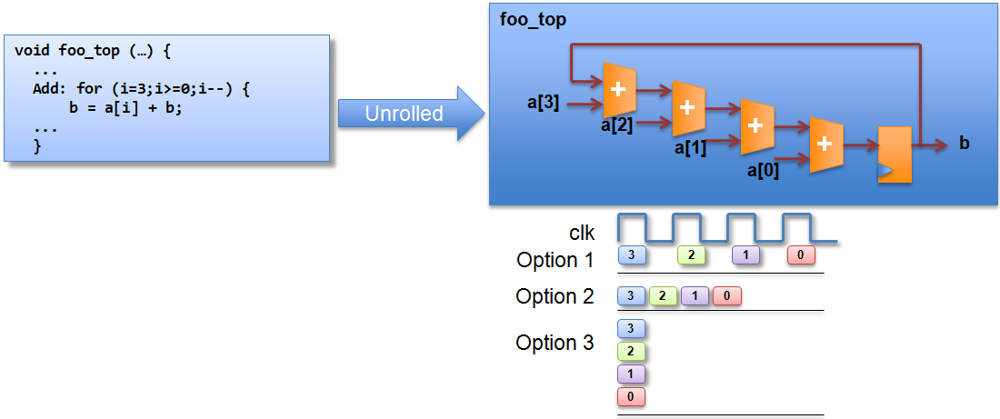 void foo_top (…) {
...
Add: for (i=3;i>=0;i--) {
b = a[i] + b;
...
}
Unrolled
foo_top
+
a[3]
+
a[2]
+
a[1]
+
a[0]
b
clk
Option 1
3 2 1 0
Option 2
3 2 1 0
Option 3
3
2
1
0